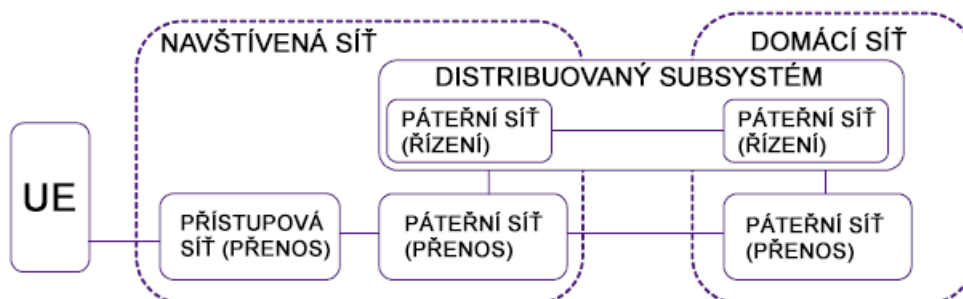 NAVŠTÍVENÁ SÍŤ
DOMÁCÍ SÍŤ
DISTRIBUOVANÝ SUBSYSTÉM
PÁTEŘNÍ SÍŤ
(ŘÍZENÍ)
PÁTEŘNÍ SÍŤ
(ŘÍZENÍ)
UE
PŘÍSTUPOVÁ
SÍŤ (PŘENOS)
PÁTEŘNÍ SÍŤ
(PŘENOS)
PÁTEŘNÍ SÍŤ
(PŘENOS)